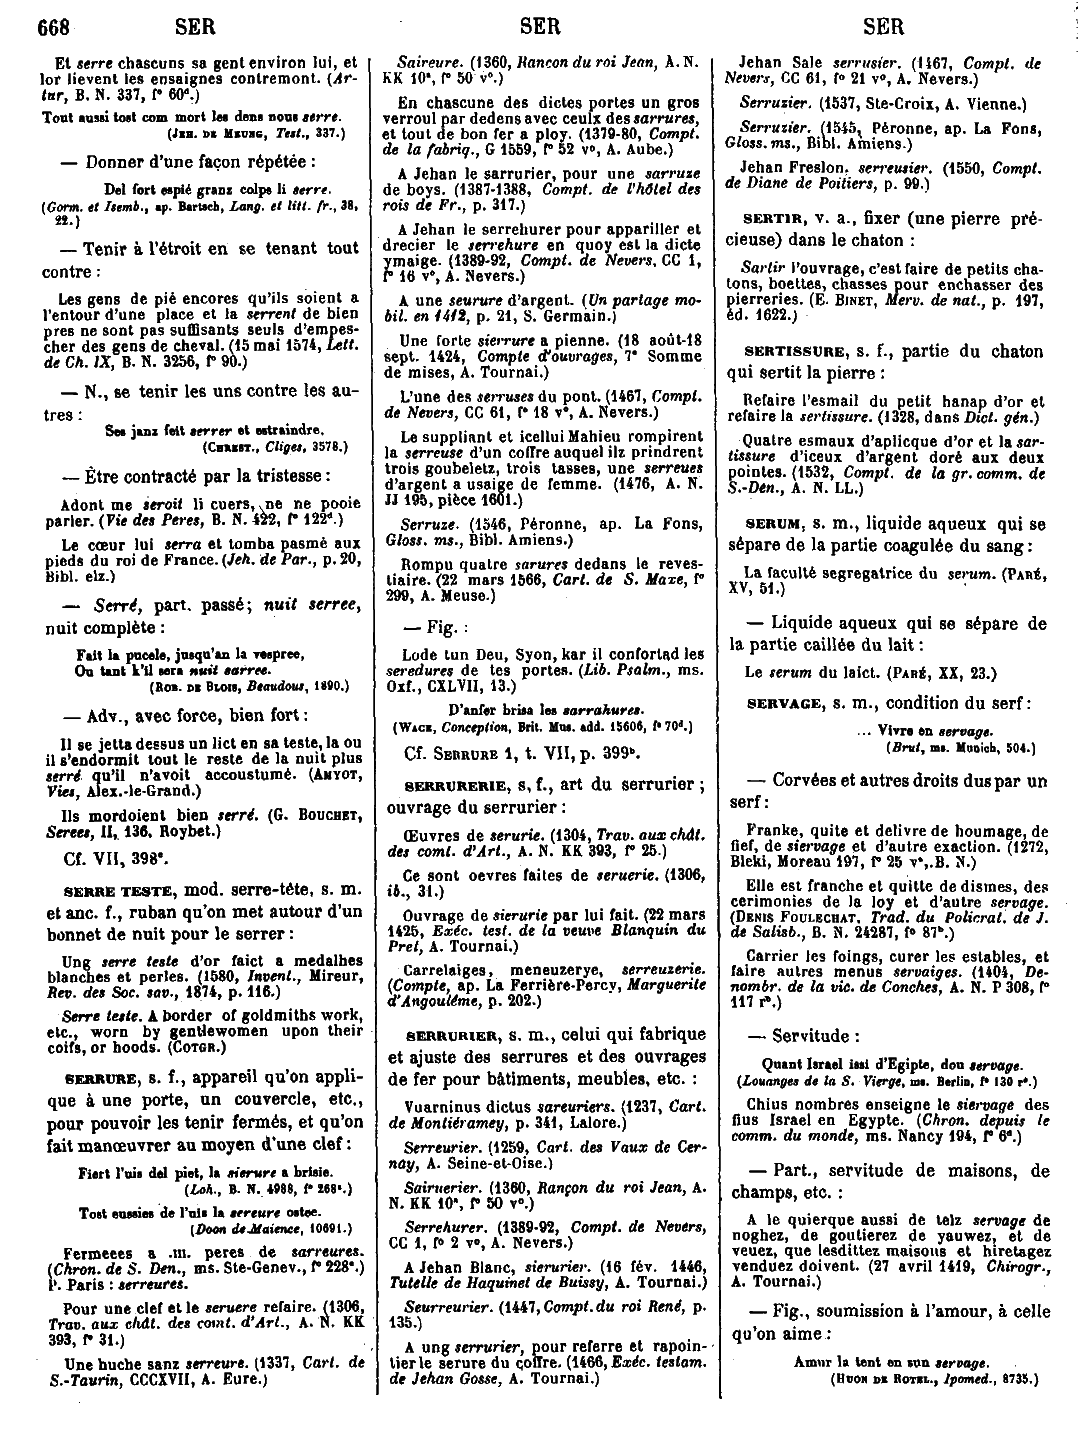 668 SER SER SER
Et serre chascuns sa gent environ lui, et
lor lievent les ensaignes contremont. (Ar-
tur, B. N. 337, f° 60ᵈ.)
Tout aussi tost com mort les dens nous serre.
(Jeh. de Meung, Test., 337.)
— Donner d'une façon répétée :
Del fort espié granz colps li serre.
(Gorm. et Isemb., ap. Bartsch, Lang. et litt. fr., 38,
22.)
— Tenir à l'étroit en se tenant tout
contre :
Les gens de pié encores qu'ils soient a
l'entour d'une place et la serrent de bien
pres ne sont pas suffisants seuls d'empes-
cher des gens de cheval. (15 mai 1574, Lett.
de Ch. IX, B. N. 3256, f° 90.)
— N., se tenir les uns contre les au-
tres :
Ses janz feit serrer et estraindre.
(Chrest., Cliges, 3578.)
— Être contracté par la tristesse :
Adont me seroit li cuers, ne ne pooie
parler. (Vie des Peres, B. N. 422, f° 122ᵈ.)
Le cœur lui serra et tomba pasmé aux
pieds du roi de France. (Jeh. de Par., p. 20,
Bibl. elz.)
— Serré, part. passé ; nuit serree,
nuit complète :
Fait la pucele, jusqu'an la vespree,
Ou tant k'il sera nuit sarree.
(Rob. de Blois, Beaudous, 1890.)
— Adv., avec force, bien fort :
Il se jetta dessus un lict en sa teste, la ou
il s'endormit tout le reste de la nuit plus
serré qu'il n'avoit accoustumé. (Amyot,
Vies, Alex.-le-Grand.)
Ils mordoient bien serré. (G. Bouchet,
Serees, II, 136, Roybet.)
Cf. VII, 398ᶜ.
SERRE TESTE, mod. serre-tête, s. m.
et anc. f., ruban qu'on met autour d'un
bonnet de nuit pour le serrer :
Ung serre teste d'or faict a medalhes
blanches et perles. (1580, Invent., Mireur,
Rev. des Soc. sav., 1874, p. 116.)
Serre teste. A border of goldmiths work,
etc., worn by gentlewomen upon their
coifs, or hoods. (Cotgr.)
SERRURE, s. f., appareil qu'on appli-
que à une porte, un couvercle, etc.,
pour pouvoir les tenir fermés, et qu'on
fait manœuvrer au moyen d'une clef :
Fiert l'uis del piet, la sierure a brisie.
(Loh., B. N. 4988, f° 268ᵃ.)
Tost eussies de l'uis la sereure ostee.
(Doon de Maience, 10691.)
Fermeees a .iii. peres de sarreures.
(Chron. de S. Den., ms. Ste-Genev., f° 228ᵃ.)
P. Paris : serreures.
Pour une clef et le seruere refaire. (1306,
Trav. aux chât. des comt. d'Art., A. N. KK
393, f° 31.)
Une huche sanz serreure. (1337, Cart. de
S.-Taurin, CCCXVII, A. Eure.)
Saireure. (1360, Rançon du roi Jean, A. N.
KK 10ᵃ, f° 50 v°.)
En chascune des dictes portes un gros
verroul par dedens avec ceulx des sarrures,
et tout de bon fer a ploy. (1379-80, Compt.
de la fabriq., G 1559, f° 52 v°, A. Aube.)
A Jehan le sarrurier, pour une sarruze
de boys. (1387-1388, Compt. de l'hôtel des
rois de Fr., p. 317.)
A Jehan le serrehurer pour appariller et
drecier le serrehure en quoy est la dicte
ymaige. (1389-92, Compt. de Nevers, CC 1,
f° 16 v°, A. Nevers.)
A une seurure d'argent. (Un partage mo-
bil. en 1412, p. 21, S. Germain.)
Une forte sierrure a pienne. (18 août-18
sept. 1424, Compte d'ouvrages, 7ᵉ Somme
de mises, A. Tournai.)
L'une des serruses du pont. (1467, Compt.
de Nevers, CC 61, f° 18 v°, A. Nevers.)
Le suppliant et icellui Mahieu rompirent
la serreuse d'un coffre auquel ilz prindrent
trois goubeletz, trois tasses, une serreues
d'argent a usaige de femme. (1476, A. N.
JJ 195, pièce 1601.)
Serruze. (1546, Péronne, ap. La Fons,
Gloss. ms., Bibl. Amiens.)
Rompu quatre sarures dedans le reves-
tiaire. (22 mars 1566, Cart. de S. Maxe, f°
299, A. Meuse.)
— Fig. :
Lode tun Deu, Syon, kar il confortad les
seredures de tes portes. (Lib. Psalm., ms.
Oxf., CXLVII, 13.)
D'anfer brisa les sarrahures.
(Wace, Conception, Brit. Mus. add. 15606, f° 70ᵈ.)
Cf. Serrure 1, t. VII, p. 399ᵇ.
SERRURERIE, s. f., art du serrurier ;
ouvrage du serrurier :
Œuvres de serurie. (1304, Trav. aux chât.
des comt. d'Art., A. N. KK 393, f° 25.)
Ce sont oevres faites de seruerie. (1306,
ib., 31.)
Ouvrage de sierurie par lui fait. (22 mars
1425, Exéc. test. de la veuve Blanquin du
Pret, A. Tournai.)
Carrelaiges, meneuzerye, serreuzerie.
(Compte, ap. La Ferrière-Percy, Marguerite
d'Angoulême, p. 202.)
SERRURIER, s. m., celui qui fabrique
et ajuste des serrures et des ouvrages
de fer pour bâtiments, meubles, etc. :
Vuarninus dictus sareuriers. (1237, Cart.
de Montiéramey, p. 341, Lalore.)
Serreurier. (1259, Cart. des Vaux de Cer-
nay, A. Seine-et-Oise.)
Sairuerier. (1360, Rançon du roi Jean, A.
N. KK 10ᵃ, f° 50 v°.)
Serrehurer. (1389-92, Compt. de Nevers,
CC 1, f° 2 v°, A. Nevers.)
A Jehan Blanc, sierurier. (16 fév. 1446,
Tutelle de Haquinet de Buissy, A. Tournai.)
Seurreurier. (1447, Compt. du roi René, p.
135.)
A ung serrurier, pour referre et rapoin-
tier le serure du çoffre. (1466, Exéc. testam.
de Jehan Gosse, A. Tournai.)
Jehan Sale serrusier. (1467, Compt. de
Nevers, CC 61, f° 21 v°, A. Nevers.)
Serruzier. (1537, Ste-Croix, A. Vienne.)
Serruzier. (1545, Péronne, ap. La Fons,
Gloss. ms., Bibl. Amiens.)
Jehan Freslon, serreusier. (1550, Compt.
de Diane de Poitiers, p. 99.)
SERTIR, v. a., fixer (une pierre pré-
cieuse) dans le chaton :
Sartir l'ouvrage, c'est faire de petits cha-
tons, boettes, chasses pour enchasser des
pierreries. (E. Binet, Merv. de nat., p. 197,
éd. 1622.)
SERTISSURE, s. f., partie du chaton
qui sertit la pierre :
Refaire l'esmail du petit hanap d'or et
refaire la sertissure. (1328, dans Dict. gén.)
Quatre esmaux d'aplicque d'or et la sar-
tissure d'iceux d'argent doré aux deux
pointes. (1532, Compt. de la gr. comm. de
S.-Den., A. N. LL.)
SERUM, s. m., liquide aqueux qui se
sépare de la partie coagulée du sang :
La faculté segregatrice du serum. (Paré,
XV, 51.)
— Liquide aqueux qui se sépare de
la partie caillée du lait :
Le serum du laict. (Paré, XX, 23.)
SERVAGE, s. m., condition du serf :
... Vivre en servage.
(Brut, ms. Munich, 504.)
— Corvées et autres droits dus par un
serf :
Franke, quite et delivre de houmage, de
fief, de siervage et d'autre exaction. (1272,
Bleki, Moreau 197, f° 25 v°, B. N.)
Elle est franche et quitte de dismes, des
cerimonies de la loy et d'autre servage.
(Denis Foulechat, Trad. du Policrat. de J.
de Salisb., B. N. 24287, f° 87ᵇ.)
Carrier les foings, curer les estables, et
faire autres menus servaiges. (1404, De-
nombr. de la vic. de Conches, A. N. P 308, f°
117 r°.)
— Servitude :
Quant Israel issi d'Egipte, dou servage.
(Louanges de la S. Vierge, ms. Berlin, f° 130 r°.)
Chius nombres enseigne le siervage des
fius Israel en Egypte. (Chron. depuis le
comm. du monde, ms. Nancy 194, f° 6ᵈ.)
— Part., servitude de maisons, de
champs, etc. :
A le quierque aussi de telz servage de
noghez, de goutierez de yauwez, et de
veuez, que lesdittez maisons et hiretagez
venduez doivent. (27 avril 1419, Chirogr.,
A. Tournai.)
— Fig., soumission à l'amour, à celle
qu'on aime :
Amur la tent en sun servage.
(Huon de Rotel., Ipomed., 8735.)